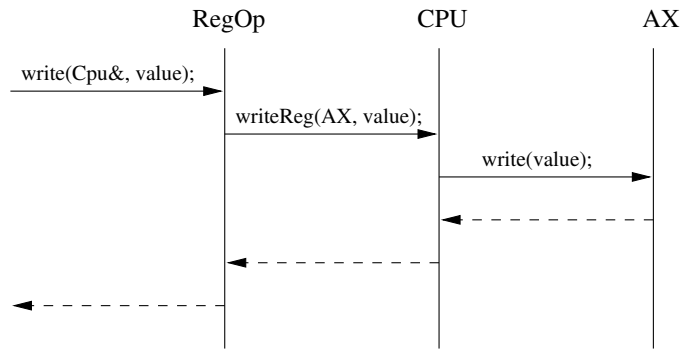 RegOp CPU AX
write(Cpu&, value);
writeReg(AX, value);
write(value);